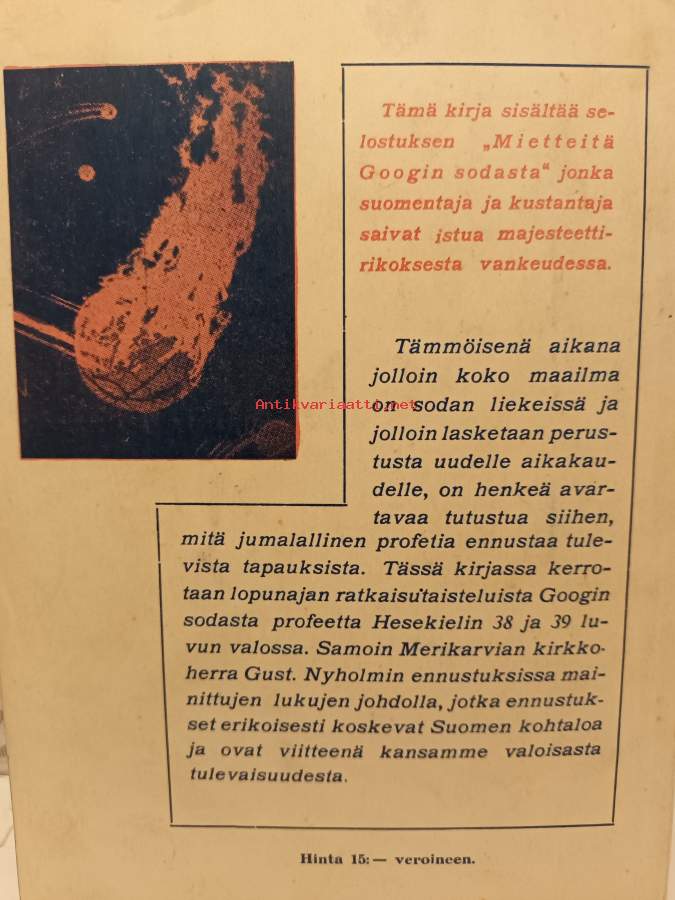 Tämä kirja sisältää se-
lostuksen „Mietteitä
Googin sodasta" jonka
suomentaja ja kustantaja
saivat istua majesteetti-
rikoksesta vankeudessa.
Tämmöisenä aikana
jolloin koko maailma
on sodan liekeissä ja
jolloin lasketaan perus-
tusta uudelle aikakau-
delle, on henkeä avar-
tavaa tutustua siihen,
mitä jumalallinen profetia ennustaa tule-
vista tapauksista. Tässä kirjassa kerro-
taan lopunajan ratkaisutaisteluista Googin
sodasta profeetta Hesekielin 38 ja 39 lu-
vun valossa. Samoin Merikarvian kirkko-
herra Gust. Nyholmin ennustuksissa mai-
nittujen lukujen johdolla, jotka ennustuk-
set erikoisesti koskevat Suomen kohtaloa
ja ovat viitteenä kansamme valoisasta
tulevaisuudesta.
Hinta 15:— veroineen.
Antikvariaatti.net